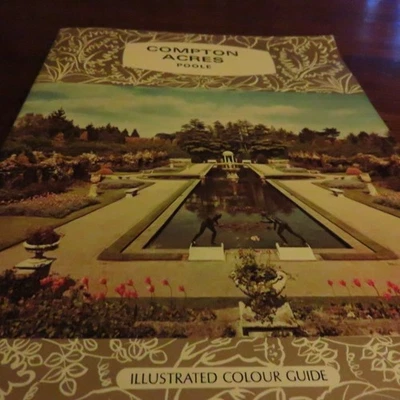 COMPTON
ACRES
POOLE
ILLUSTRATED COLOUR GUIDE